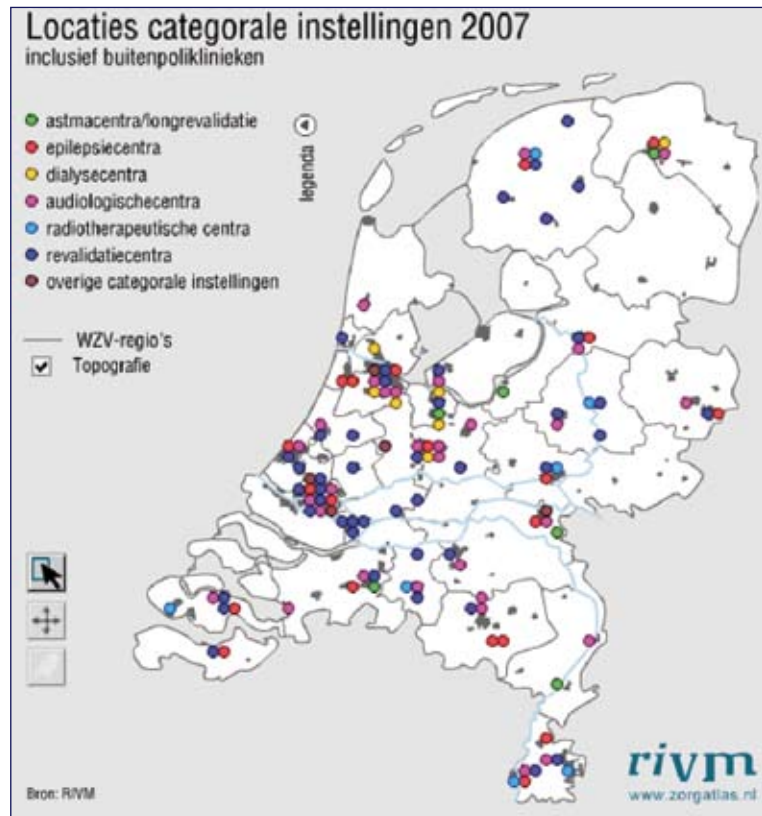 Locaties categorale instellingen 2007
inclusief buitenpoliklinieken
astmacentra/longrevalidatie
epilepsiecentra
dialysecentra
audiologischecentra
radiotherapeutische centra
revalidatiecentra
overige categorale instellingen
legenda
WZV-regio's
Topografie
Bron: RIVM
rivm
www.zorgatlas.nl